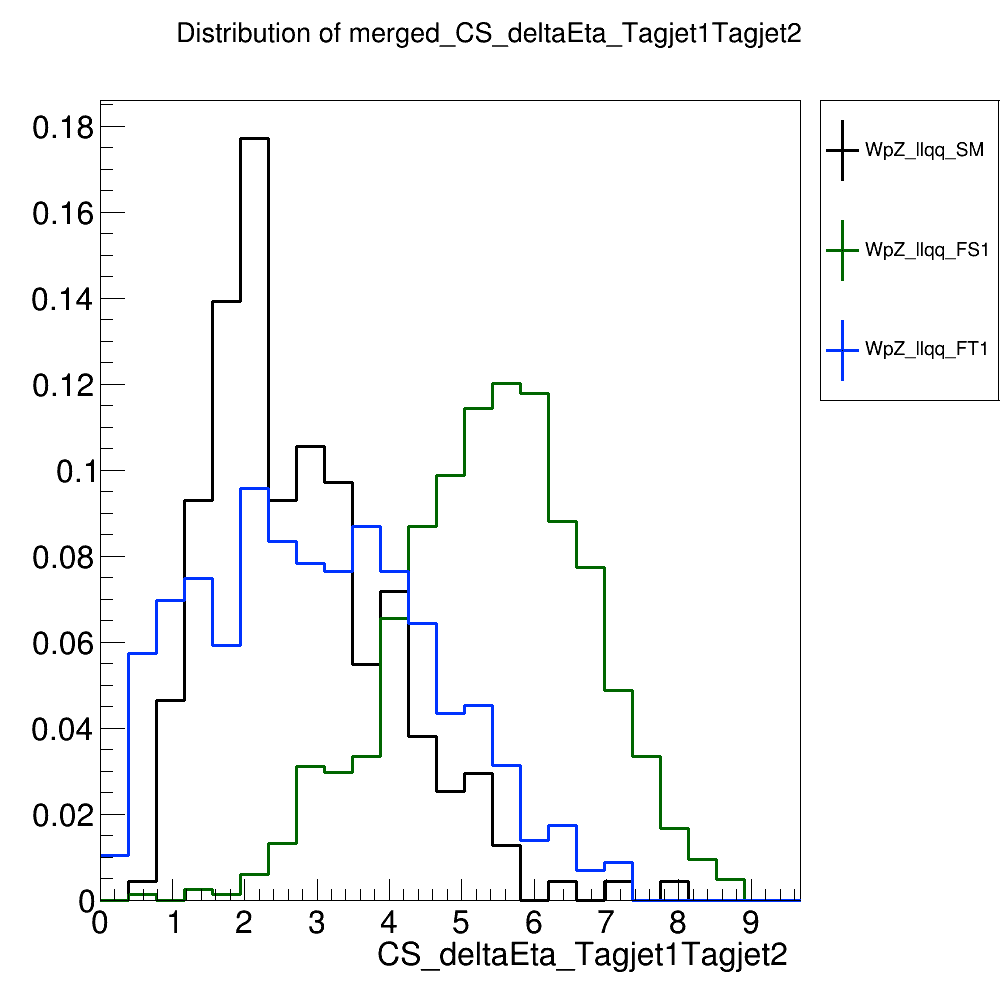 Distribution of merged_CS_deltaEta_Tagjet1Tagjet2
WpZ_llqq_SM
WpZ_llqq_FS1
WpZ_llqq_FT1
0.18
0.16
0.14
0.12
0.1
0.08
0.06
0.04
0.02
0
0 1 2 3 4 5 6 7 8 9
CS_deltaEta_Tagjet1Tagjet2